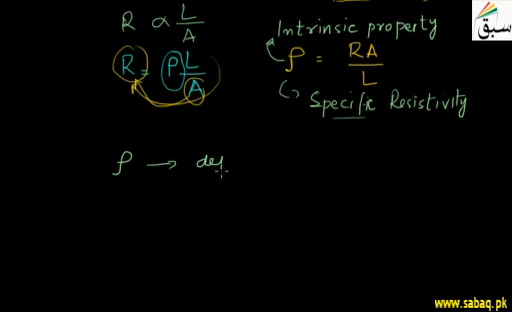 R ∝ L/A
Intrinsic property
سبق
R = ρ L/A
ρ = RA/L
Specific Resistivity
ρ → de
www.sabaq.pk